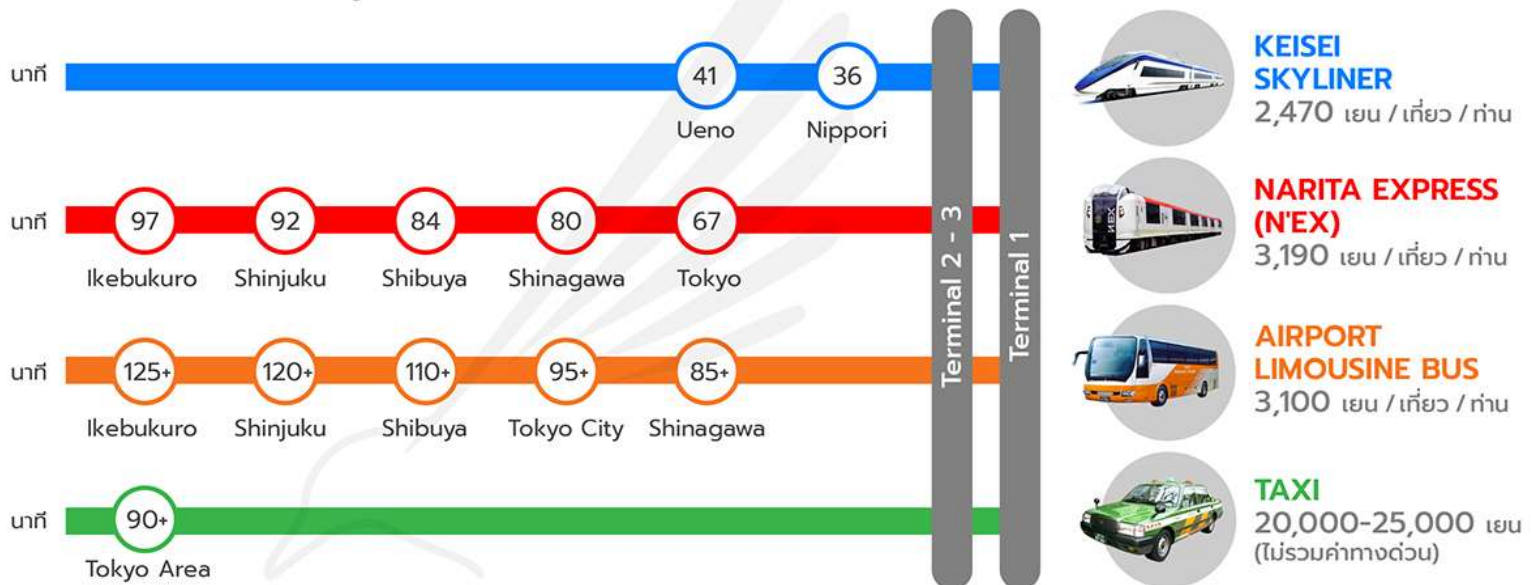 นาที
41
36
Ueno
Nippori
KEISEI
SKYLINER
2,470 เยน / เที่ยว / ท่าน
นาที
97
92
84
80
67
Ikebukuro
Shinjuku
Shibuya
Shinagawa
Tokyo
NARITA EXPRESS
(N'EX)
3,190 เยน / เที่ยว / ท่าน
N'EX
นาที
125+
120+
110+
95+
85+
Ikebukuro
Shinjuku
Shibuya
Tokyo City
Shinagawa
AIRPORT
LIMOUSINE BUS
3,100 เยน / เที่ยว / ท่าน
นาที
90+
Tokyo Area
Terminal 2 - 3
Terminal 1
TAXI
20,000-25,000 เยน
(ไม่รวมค่าทางด่วน)